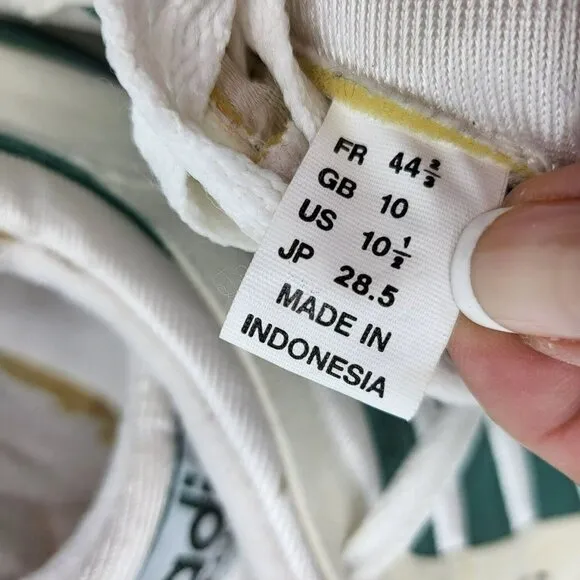 FR 44⅔
GB 10
US 10½
JP 28.5
MADE IN
INDONESIA